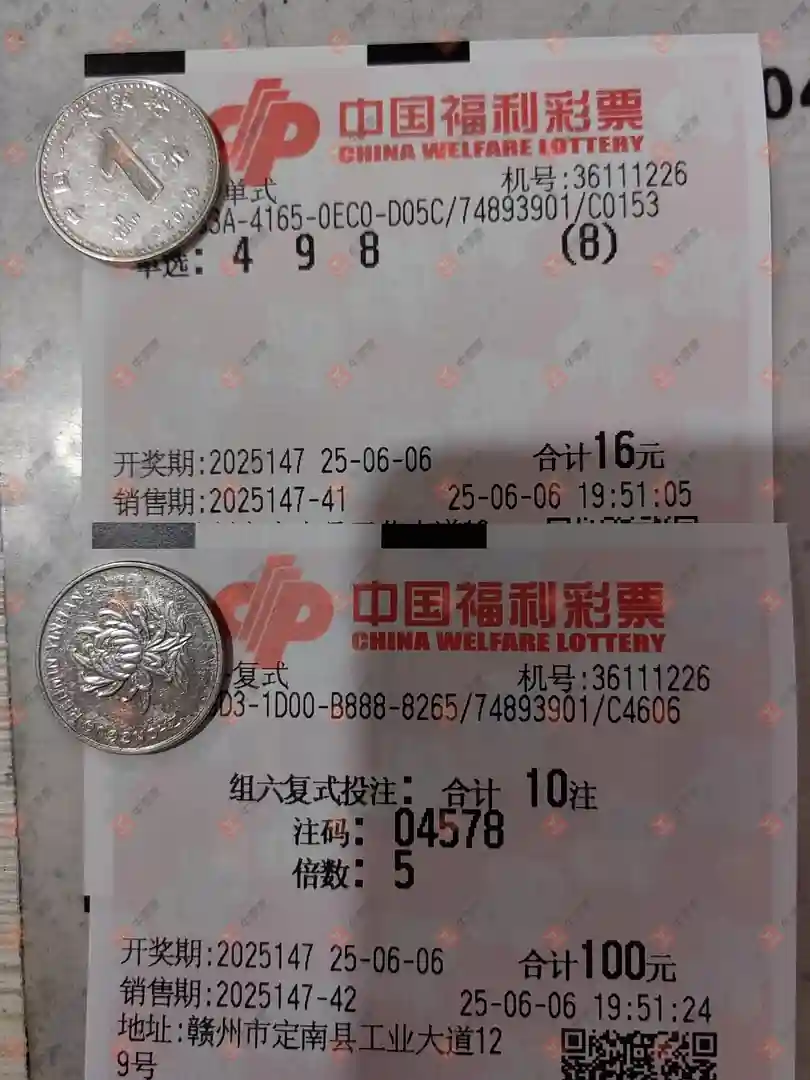 04
中国福利彩票
CHINA WELFARE LOTTERY
单式
机号:36111226
3A-4165-0EC0-D05C/74893901/C0153
单选: 4 9 8 (8)
开奖期:2025147 25-06-06 合计16元
销售期:2025147-41 25-06-06 19:51:05
1
中国福利彩票
CHINA WELFARE LOTTERY
复式
机号:36111226
D3-1D00-B888-8265/74893901/C4606
组六复式投注: 合计 10注
注码: 04578
倍数: 5
开奖期:2025147 25-06-06 合计100元
销售期:2025147-42 25-06-06 19:51:24
地址:赣州市定南县工业大道12
9号